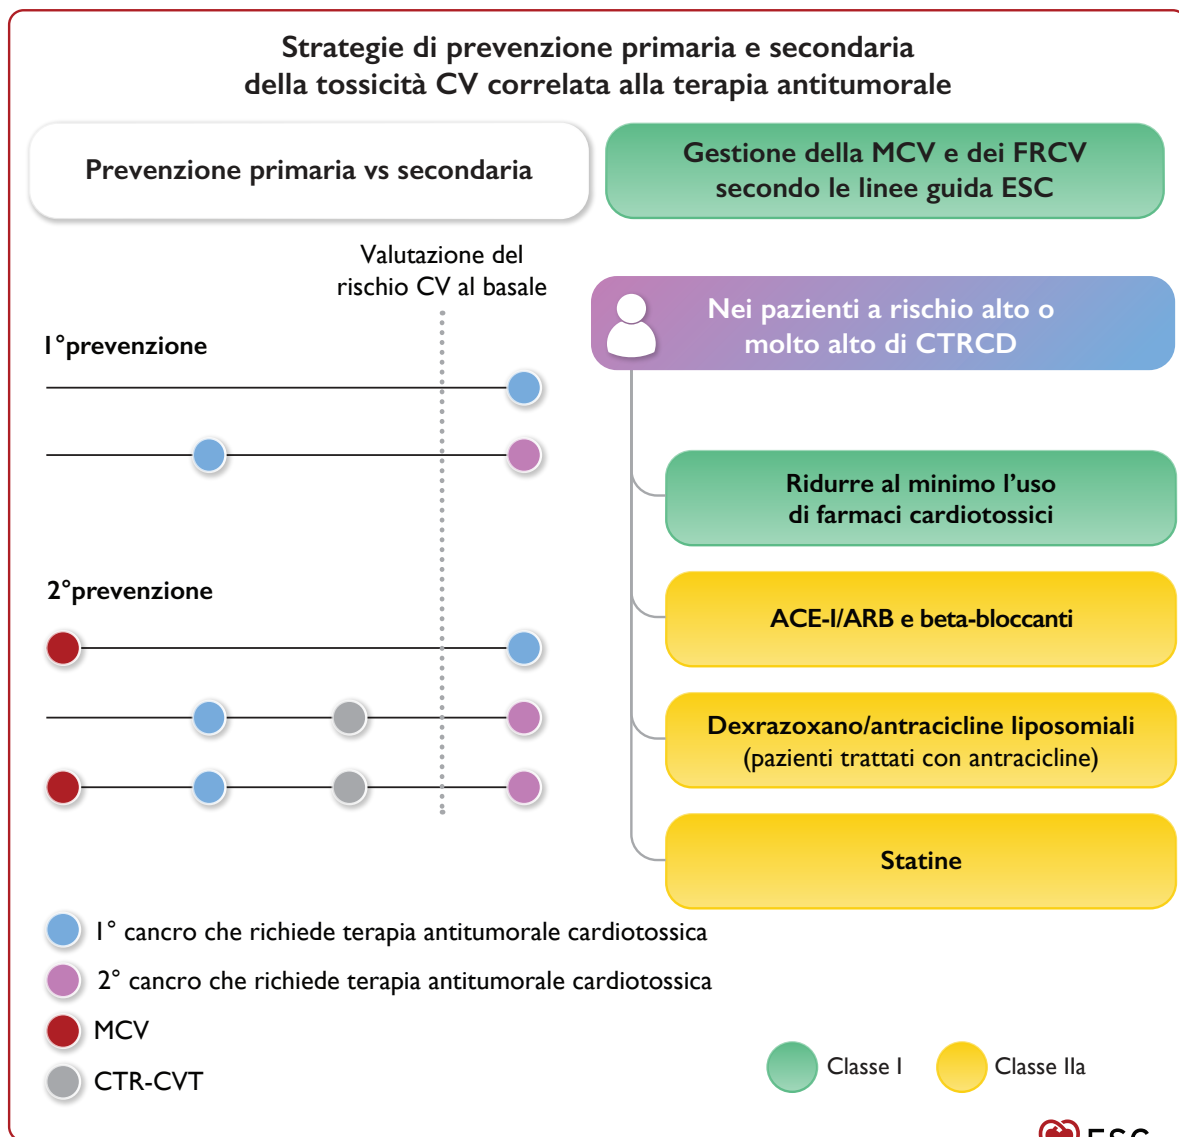 Strategie di prevenzione primaria e secondaria
della tossicità CV correlata alla terapia antitumorale
Prevenzione primaria vs secondaria
Gestione della MCV e dei FRCV
secondo le linee guida ESC
Valutazione del
rischio CV al basale
1°prevenzione
2°prevenzione
Nei pazienti a rischio alto o
molto alto di CTRCD
Ridurre al minimo l’uso
di farmaci cardiotossici
ACE-I/ARB e beta-bloccanti
Dexrazoxano/antracicline liposomiali
(pazienti trattati con antracicline)
Statine
1° cancro che richiede terapia antitumorale cardiotossica
2° cancro che richiede terapia antitumorale cardiotossica
MCV
CTR-CVT
Classe I
Classe IIa
ESC